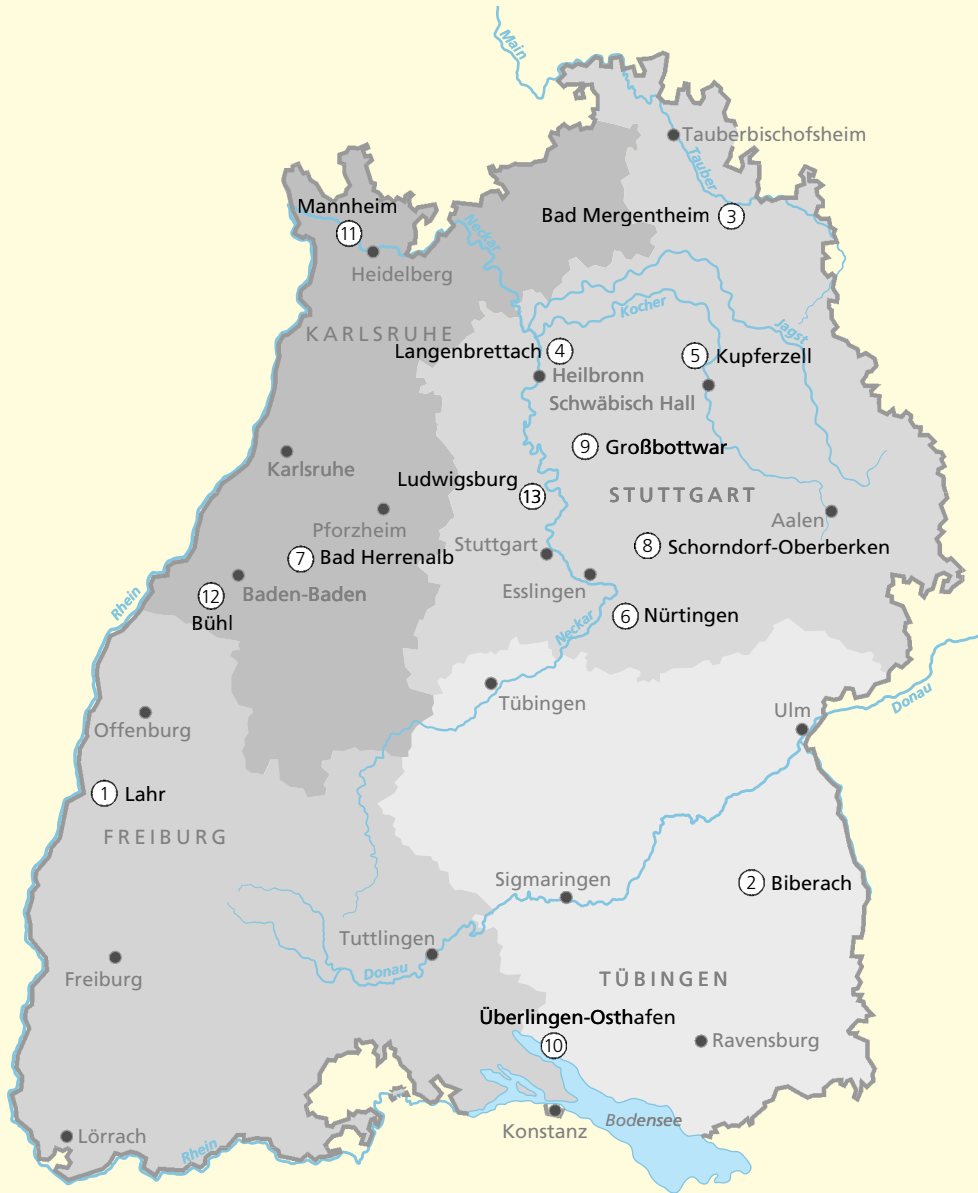 Main
Tauberbischofsheim
Tauber
Mannheim
11
Bad Mergentheim 3
Neckar
Heidelberg
KARLSRUHE
Kocher
Jagst
Langenbrettach 4
5 Kupferzell
Heilbronn
Schwäbisch Hall
9 Großbottwar
Karlsruhe
Ludwigsburg
13
STUTTGART
Pforzheim
Aalen
Stuttgart
8 Schorndorf-Oberberken
7 Bad Herrenalb
Esslingen
12
Baden-Baden
Bühl
Rhein
6 Nürtingen
Neckar
Tübingen
Donau
Ulm
Offenburg
1 Lahr
FREIBURG
Sigmaringen
2 Biberach
Tuttlingen
Donau
Freiburg
TÜBINGEN
Überlingen-Osthafen
10
Ravensburg
Bodensee
Konstanz
Lörrach
Rhein